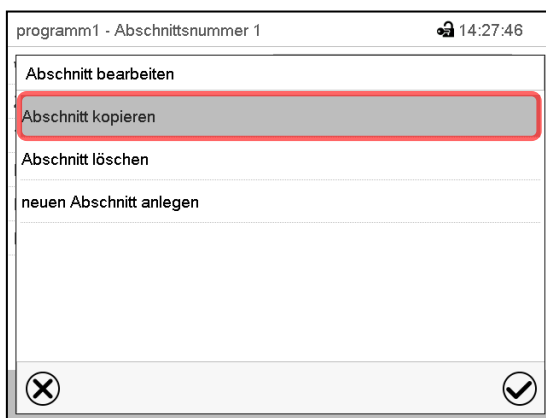 programm1 - Abschnittsnummer 1 14:27:46
Abschnitt bearbeiten
Abschnitt kopieren
Abschnitt löschen
neuen Abschnitt anlegen